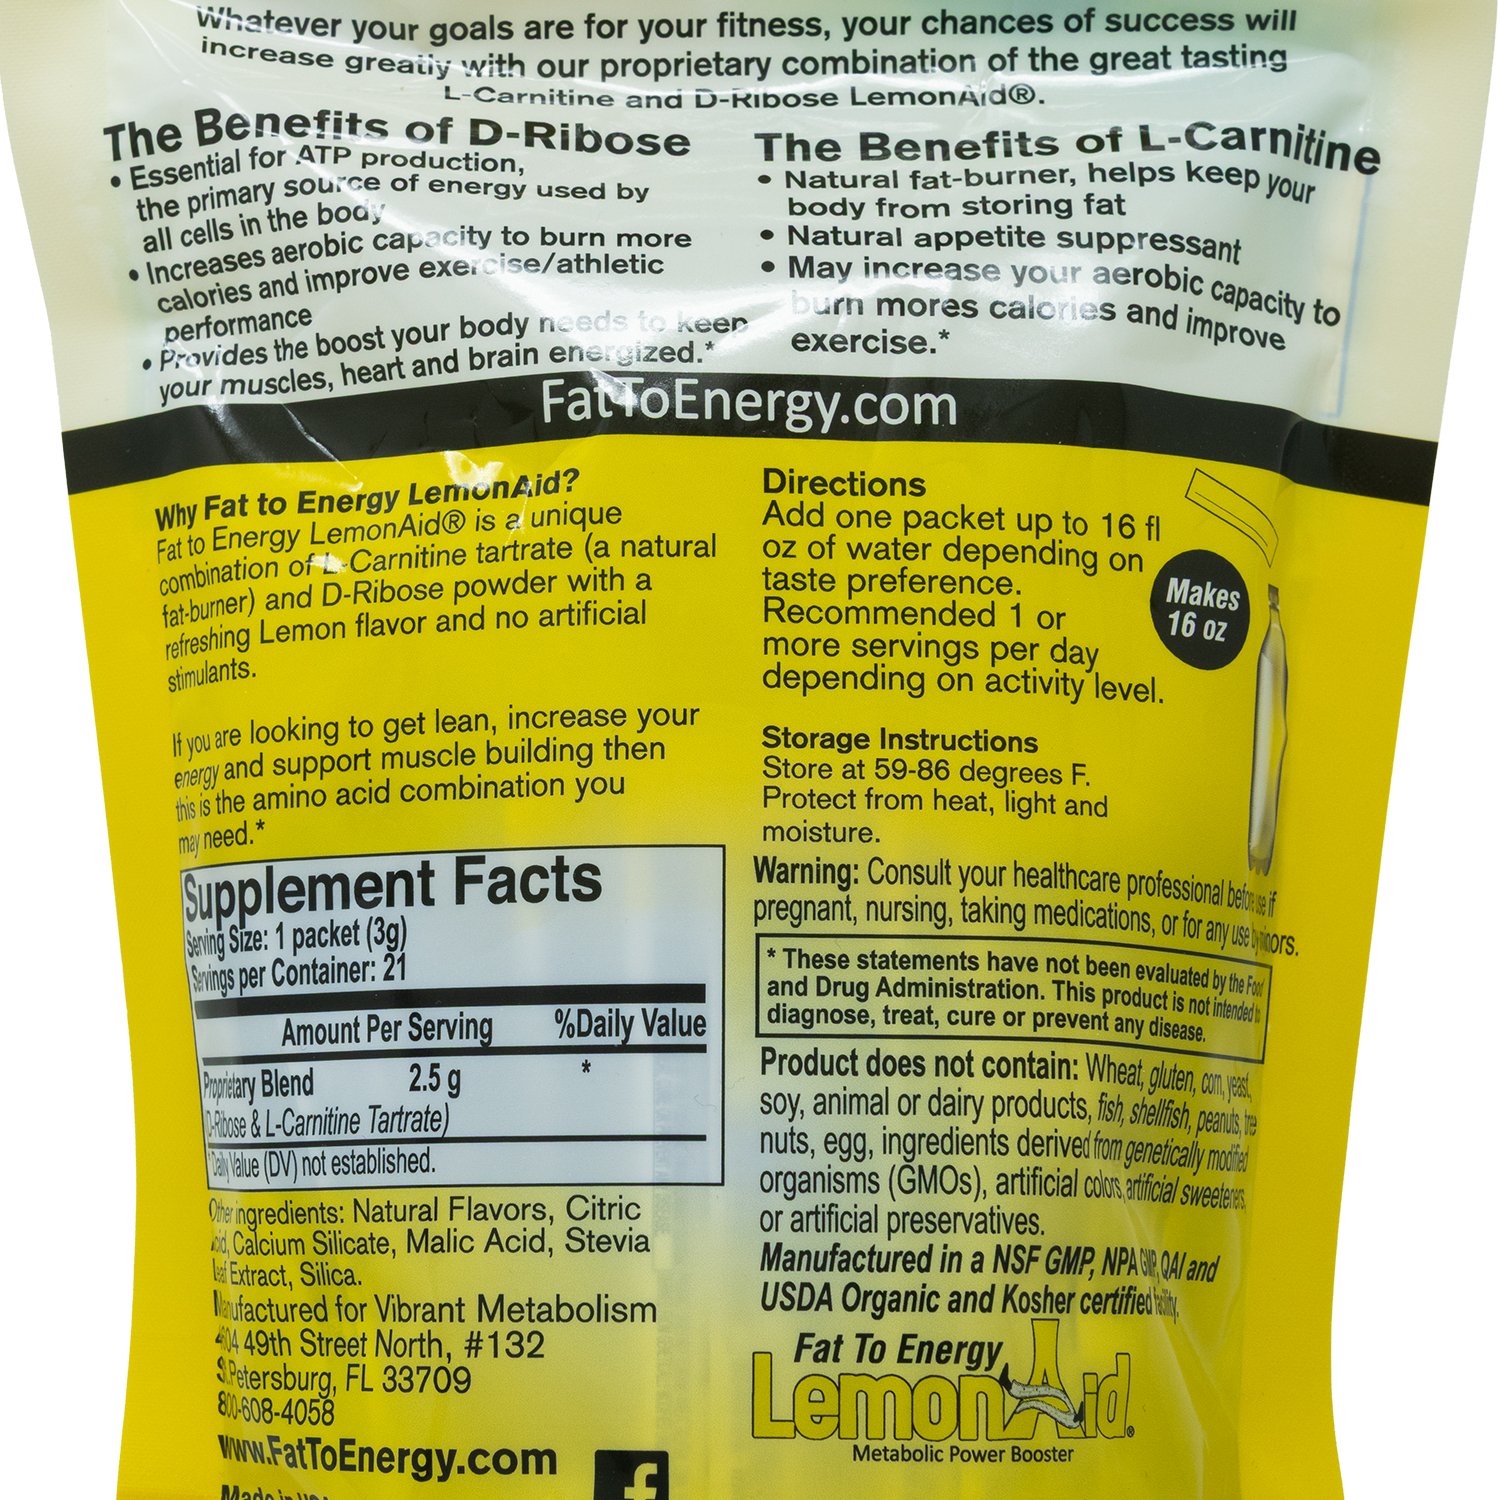 Whatever your goals are for your fitness, your chances of success will
increase greatly with our proprietary combination of the great tasting
L-Carnitine and D-Ribose LemonAid®.
The Benefits of D-Ribose
• Essential for ATP production,
the primary source of energy used by
all cells in the body
• Increases aerobic capacity to burn more
calories and improve exercise/athletic
performance
• Provides the boost your body needs to keep
your muscles, heart and brain energized.*
The Benefits of L-Carnitine
• Natural fat-burner, helps keep your
body from storing fat
• Natural appetite suppressant
• May increase your aerobic capacity to
burn mores calories and improve
exercise.*
FatToEnergy.com
Why Fat to Energy LemonAid?
Fat to Energy LemonAid® is a unique
combination of L-Carnitine tartrate (a natural
fat-burner) and D-Ribose powder with a
refreshing Lemon flavor and no artificial
stimulants.
If you are looking to get lean, increase your
energy and support muscle building then
this is the amino acid combination you
may need.*
Supplement Facts
Serving Size: 1 packet (3g)
Servings per Container: 21
Amount Per Serving %Daily Value
Proprietary Blend 2.5 g *
(D-Ribose & L-Carnitine Tartrate)
*Daily Value (DV) not established.
Other ingredients: Natural Flavors, Citric
Acid, Calcium Silicate, Malic Acid, Stevia
Leaf Extract, Silica.
Manufactured for Vibrant Metabolism
4604 49th Street North, #132
St. Petersburg, FL 33709
800-608-4058
www.FatToEnergy.com
Made in USA
f
Directions
Add one packet up to 16 fl
oz of water depending on
taste preference.
Recommended 1 or
more servings per day
depending on activity level.
Makes
16 oz
Storage Instructions
Store at 59-86 degrees F.
Protect from heat, light and
moisture.
Warning: Consult your healthcare professional before use if
pregnant, nursing, taking medications, or for any use by minors.
* These statements have not been evaluated by the Food
and Drug Administration. This product is not intended to
diagnose, treat, cure or prevent any disease.
Product does not contain: Wheat, gluten, corn, yeast,
soy, animal or dairy products, fish, shellfish, peanuts, tree
nuts, egg, ingredients derived from genetically modified
organisms (GMOs), artificial colors, artificial sweeteners,
or artificial preservatives.
Manufactured in a NSF GMP, NPA GMP, QAI and
USDA Organic and Kosher certified facility.
Fat To Energy
LemonAid®
Metabolic Power Booster